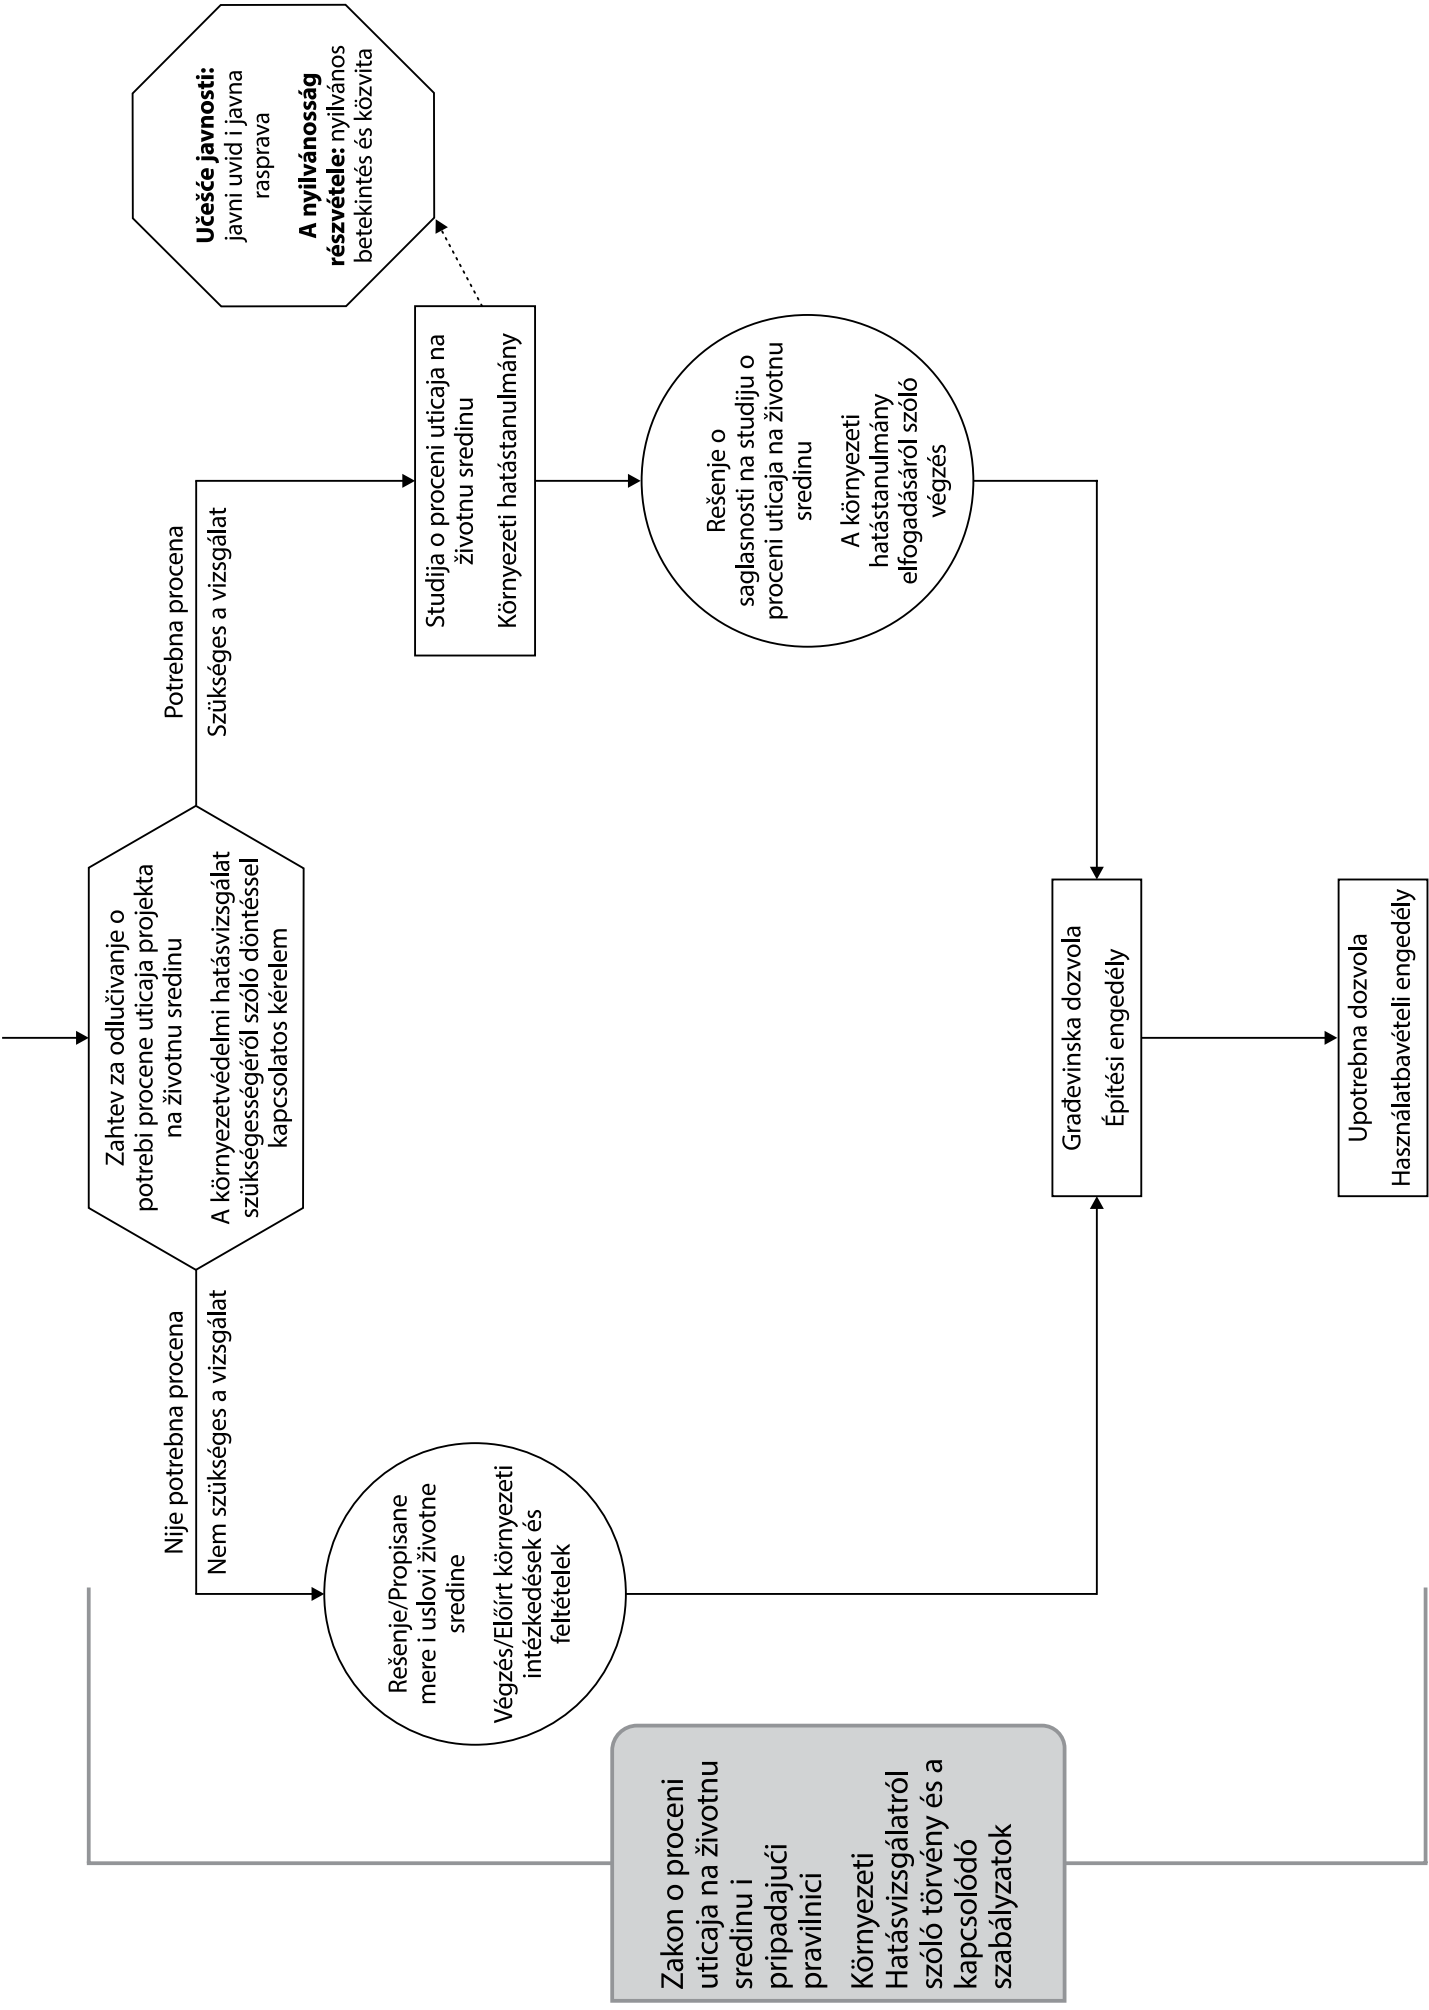 Zahtev za odlučivanje o
potrebi procene uticaja projekta
na životnu sredinu
A környezetvédelmi hatásvizsgálat
szükségességéről szóló döntéssel
kapcsolatos kérelem
Nije potrebna procena
Nem szükséges a vizsgálat
Potrebna procena
Szükséges a vizsgálat
Učešće javnosti:
javni uvid i javna
rasprava
A nyilvánosság
részvétele: nyilvános
betekintés és közvita
Rešenje/Propisane
mere i uslovi životne
sredine
Végzés/Előírt környezeti
intézkedések és
feltételek
Studija o proceni uticaja na
životnu sredinu
Környezeti hatástanulmány
Rešenje o
saglasnosti na studiju o
proceni uticaja na životnu
sredinu
A környezeti
hatástanulmány
elfogadásáról szóló
végzés
Zakon o proceni
uticaja na životnu
sredinu i
pripadajući
pravilnici
Környezeti
Hatásvizsgálatról
szóló törvény és a
kapcsolódó
szabályzatok
Građevinska dozvola
Építési engedély
Upotrebna dozvola
Használatbavételi engedély